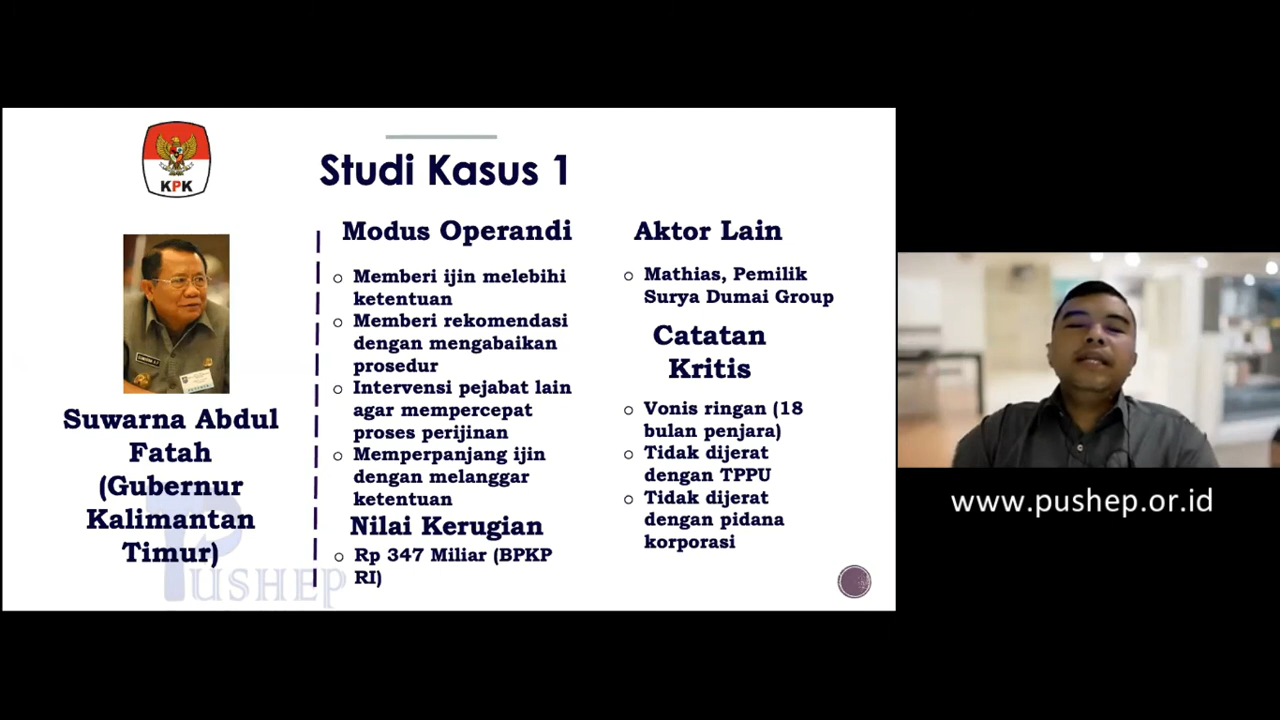 KPK
Studi Kasus 1
Suwarna Abdul
Fatah
(Gubernur
Kalimantan
Timur)
Modus Operandi
Memberi ijin melebihi
ketentuan
Memberi rekomendasi
dengan mengabaikan
prosedur
Intervensi pejabat lain
agar mempercepat
proses perijinan
Memperpanjang ijin
dengan melanggar
ketentuan
Nilai Kerugian
Rp 347 Miliar (BPKP
RI)
Aktor Lain
Mathias, Pemilik
Surya Dumai Group
Catatan
Kritis
Vonis ringan (18
bulan penjara)
Tidak dijerat
dengan TPPU
Tidak dijerat
dengan pidana
korporasi
PUSHEP
www.pushep.or.id